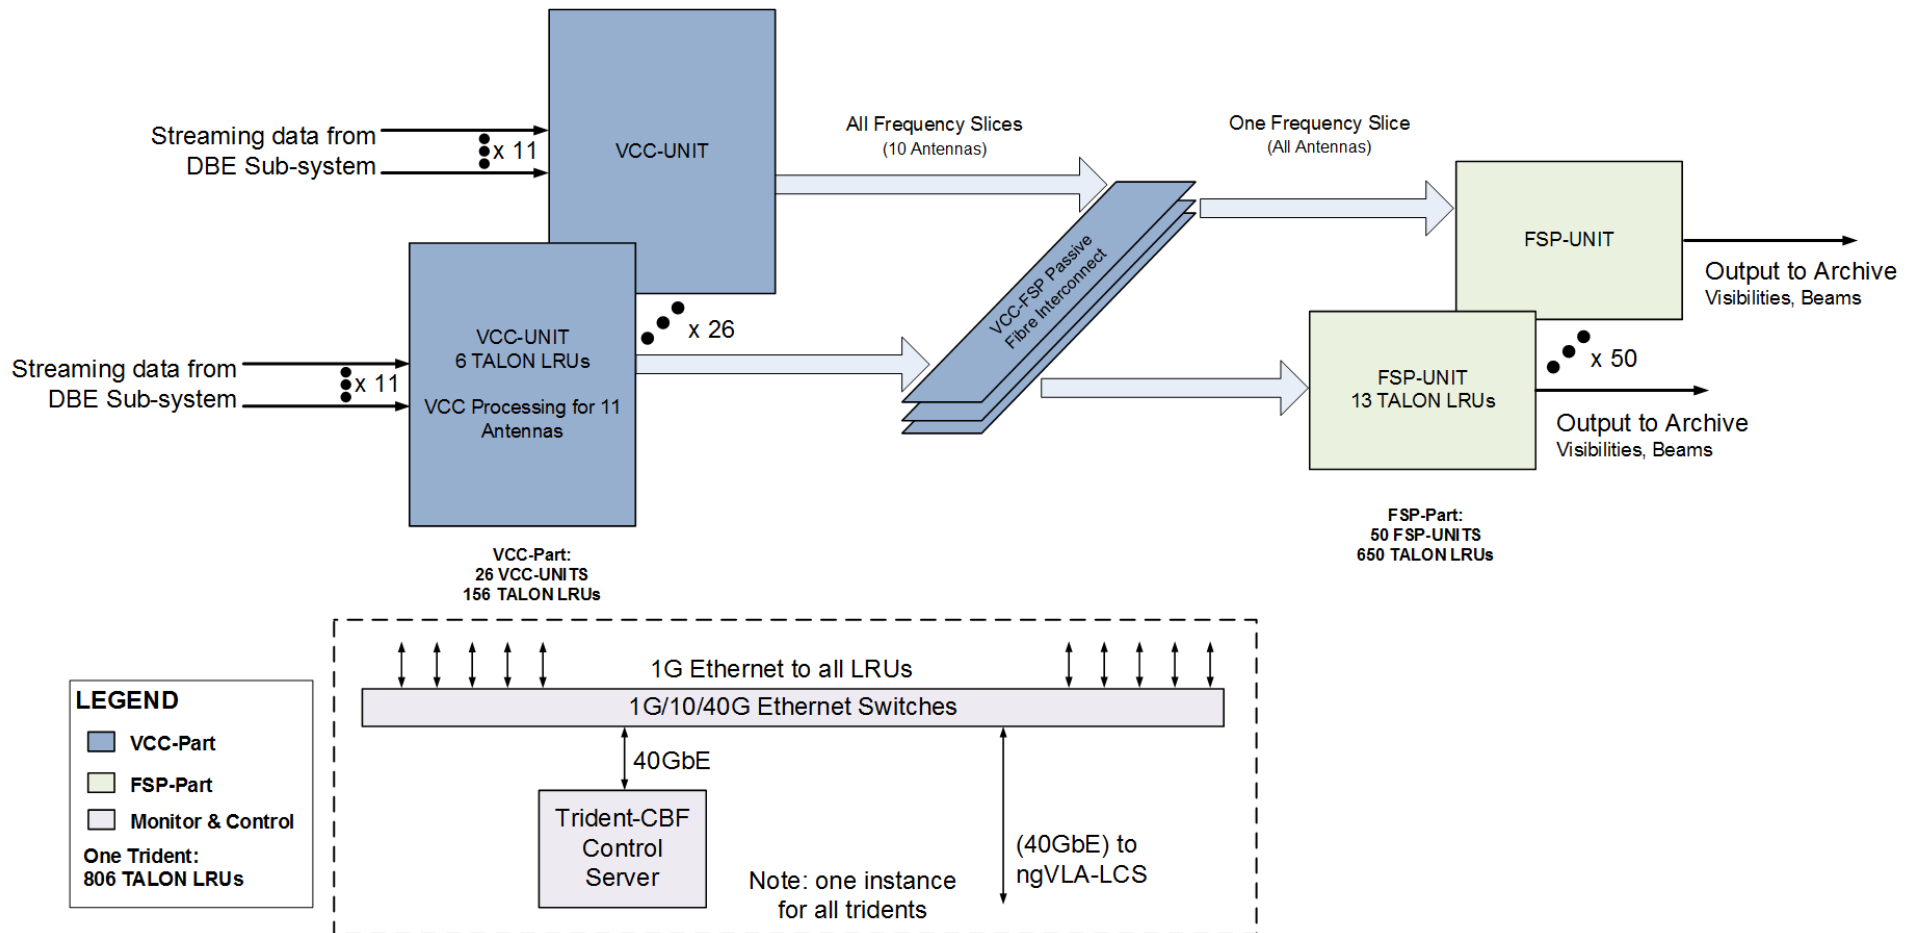 Streaming data from
DBE Sub-system
x 11
VCC-UNIT
All Frequency Slices
(10 Antennas)
One Frequency Slice
(All Antennas)
FSP-UNIT
Output to Archive
Visibilities, Beams
VCC-FSP Passive
Fibre Interconnect
Streaming data from
DBE Sub-system
x 11
VCC-UNIT
6 TALON LRUs
VCC Processing for 11
Antennas
x 26
FSP-UNIT
13 TALON LRUs
x 50
Output to Archive
Visibilities, Beams
VCC-Part:
26 VCC-UNITS
156 TALON LRUs
FSP-Part:
50 FSP-UNITS
650 TALON LRUs
1G Ethernet to all LRUs
1G/10/40G Ethernet Switches
40GbE
Trident-CBF
Control
Server
Note: one instance
for all tridents
(40GbE) to
ngVLA-LCS
LEGEND
VCC-Part
FSP-Part
Monitor & Control
One Trident:
806 TALON LRUs